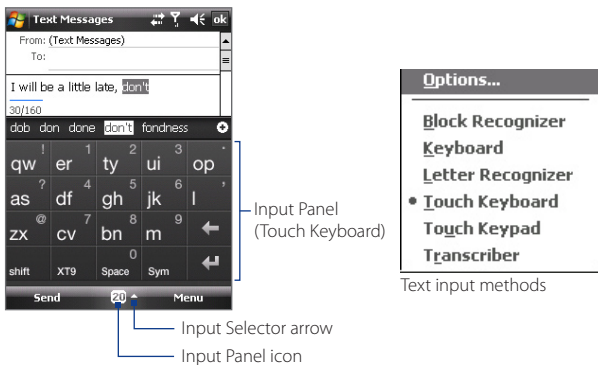 Text Messages ok
From: (Text Messages)
To:
I will be a little late, don't
30/160
dob don done don't fondness
! 1 2 3 .
qw er ty ui op
? 4 5 6 ,
as df gh jk l
@ 7 8 9
zx cv bn m
0
shift XT9 Space Sym
Send 20 Menu
Input Panel
(Touch Keyboard)
Input Selector arrow
Input Panel icon
Options...
Block Recognizer
Keyboard
Letter Recognizer
Touch Keyboard
Touch Keypad
Transcriber
Text input methods